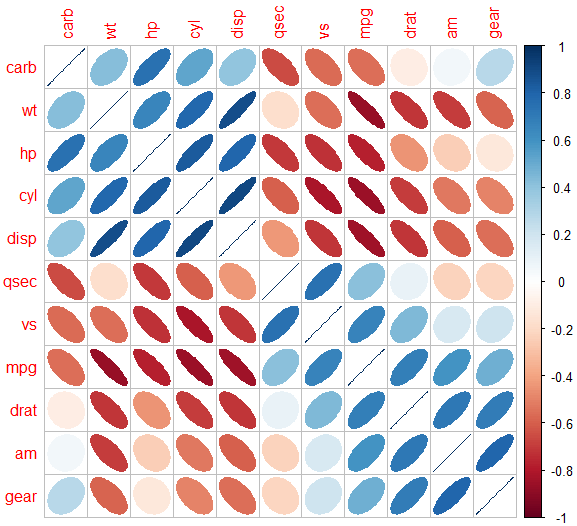 carb wt hp cyl disp qsec vs mpg drat am gear
carb
wt
hp
cyl
disp
qsec
vs
mpg
drat
am
gear
1
0.8
0.6
0.4
0.2
0
-0.2
-0.4
-0.6
-0.8
-1